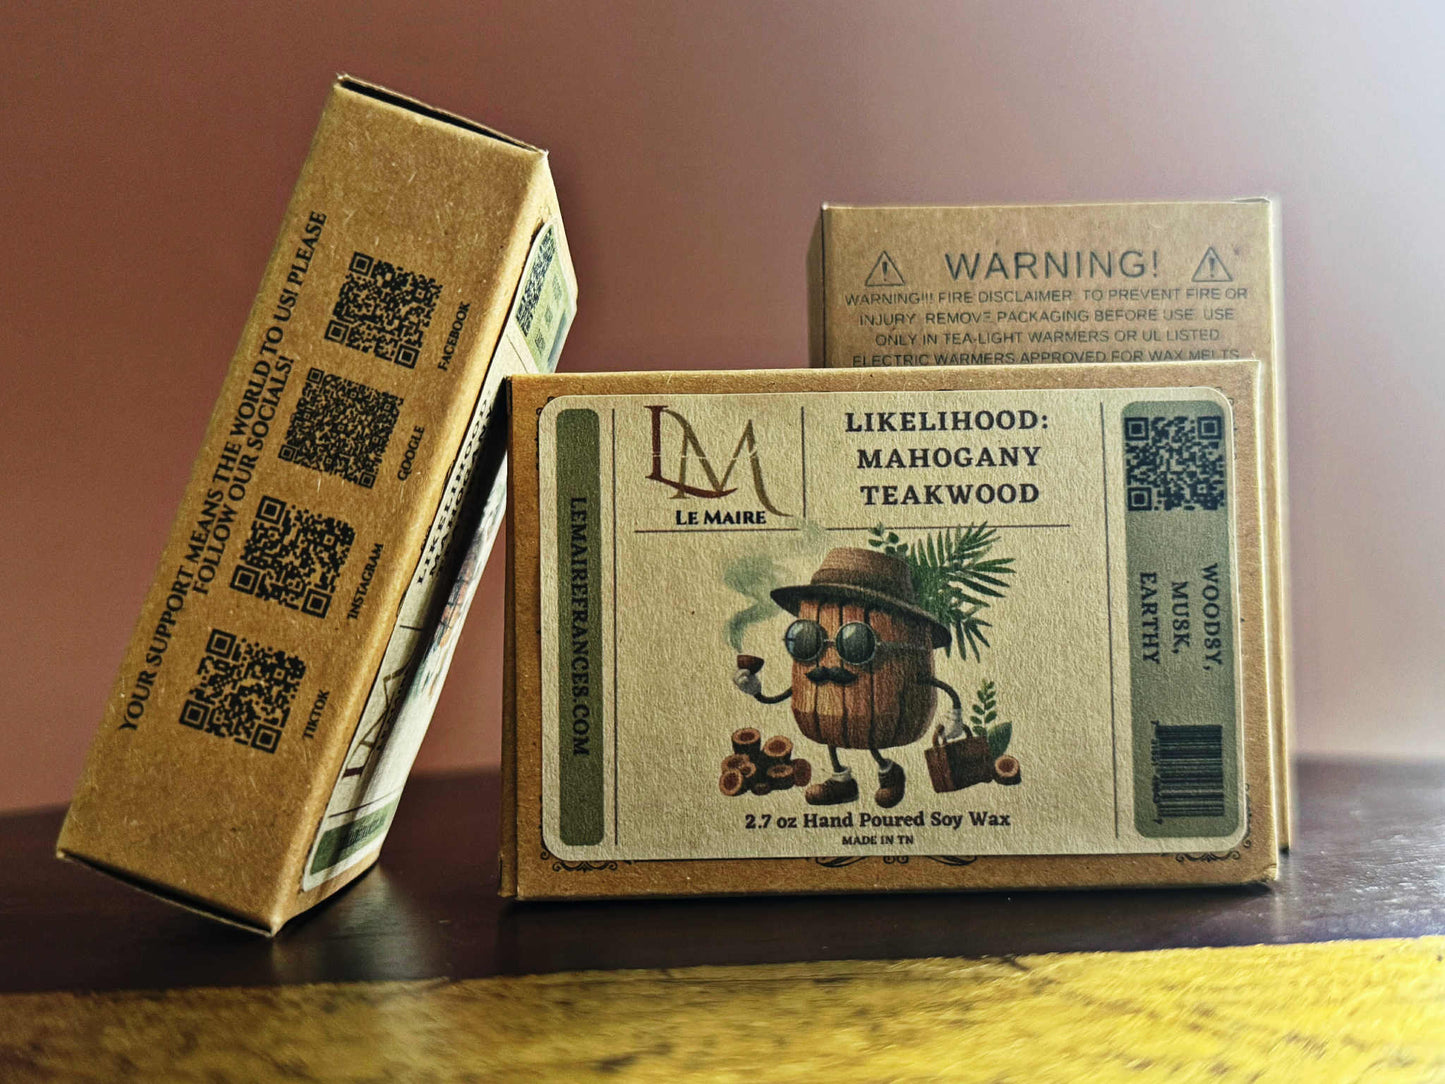 YOUR SUPPORT MEANS THE WORLD TO US! PLEASE
FOLLOW OUR SOCIALS!
FACEBOOK
GOOGLE
INSTAGRAM
TIKTOK
WARNING!
WARNING!!! FIRE DISCLAIMER: TO PREVENT FIRE OR
INJURY, REMOVE PACKAGING BEFORE USE. USE
ONLY IN TEA-LIGHT WARMERS OR UL LISTED
ELECTRIC WARMERS APPROVED FOR WAX MELTS
LEMAIREFRANCES.COM
LM
LE MAIRE
LIKELIHOOD:
MAHOGANY
TEAKWOOD
WOODSY,
MUSK,
EARTHY
2.7 oz Hand Poured Soy Wax
MADE IN TN
LIKELIHOOD